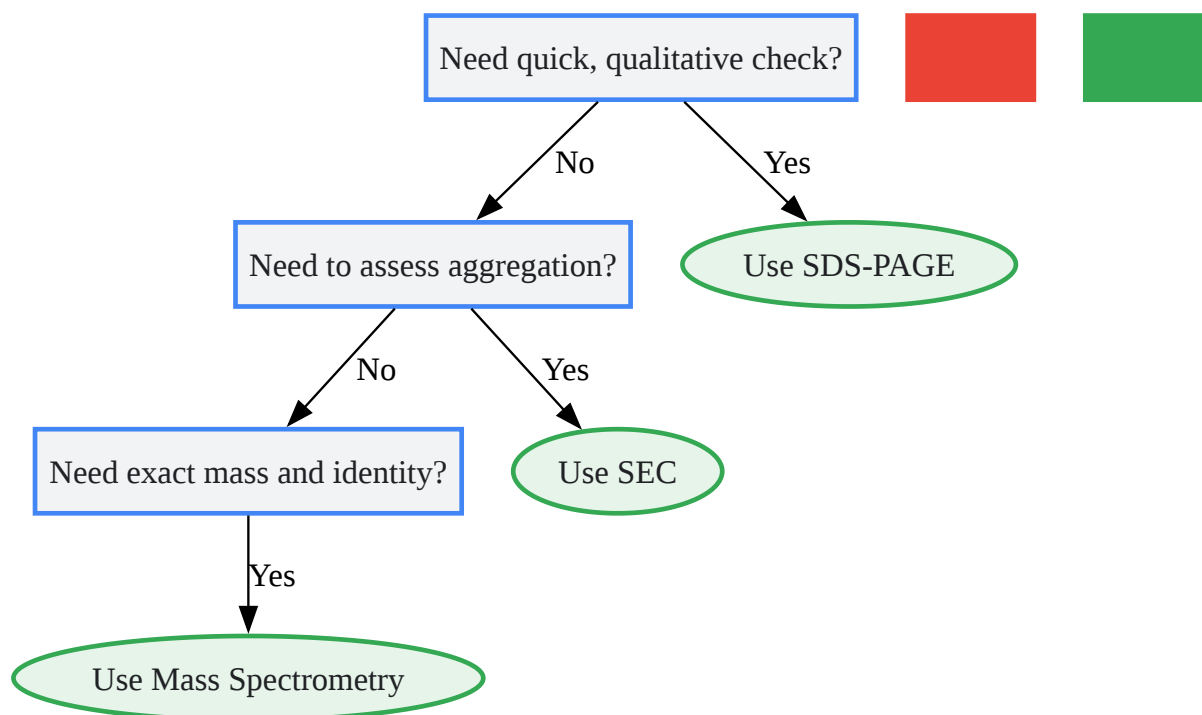 Need quick, qualitative check?
No
Yes
Need to assess aggregation?
Use SDS-PAGE
No
Yes
Need exact mass and identity?
Use SEC
Yes
Use Mass Spectrometry